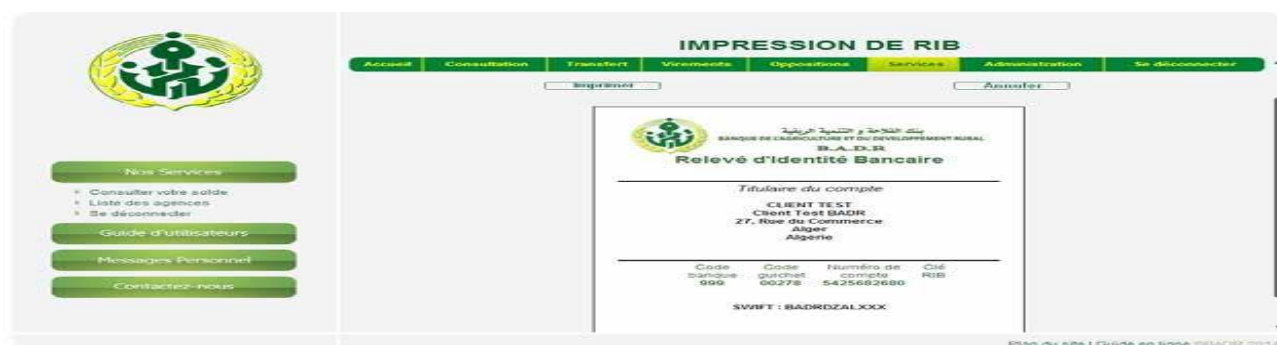 IMPRESSION DE RIB
Accueil Consultation Transfert Virements Oppositions Services Administration Se déconnecter
Imprimer Annuler
بنك الفلاحة و التنمية الريفية
BANQUE DE L'AGRICULTURE ET DU DEVELOPPEMENT RURAL
B.A.D.R
Relevé d'Identité Bancaire
Titulaire du compte
CLIENT TEST
Client Test BADR
27, Rue du Commerce
Alger
Algérie
Code banque Code guichet Numéro de compte Clé RIB
999 00278 5425682680
SWIFT : BADRDZALXXX
Nos Services
Consulter votre solde
Liste des agences
Se déconnecter
Guide d'utilisateurs
Messages Personnel
Contactez-nous
Plan du site | Guide en ligne